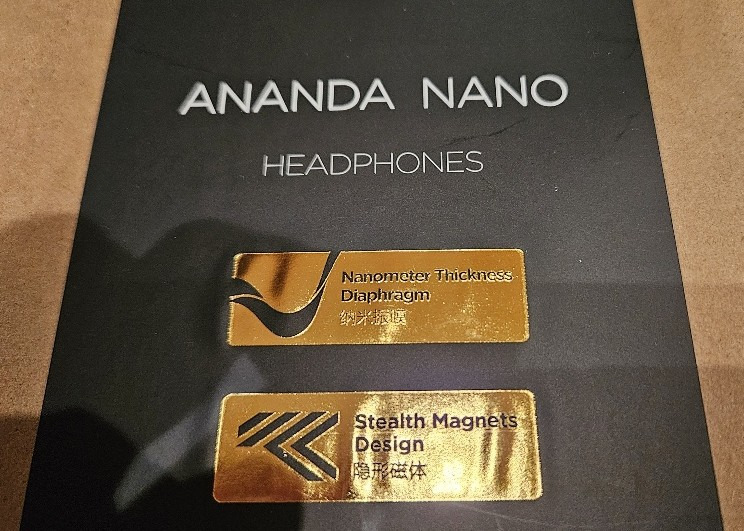 ANANDA NANO
HEADPHONES
Nanometer Thickness
Diaphragm
纳米振膜
Stealth Magnets
Design
隐形磁体